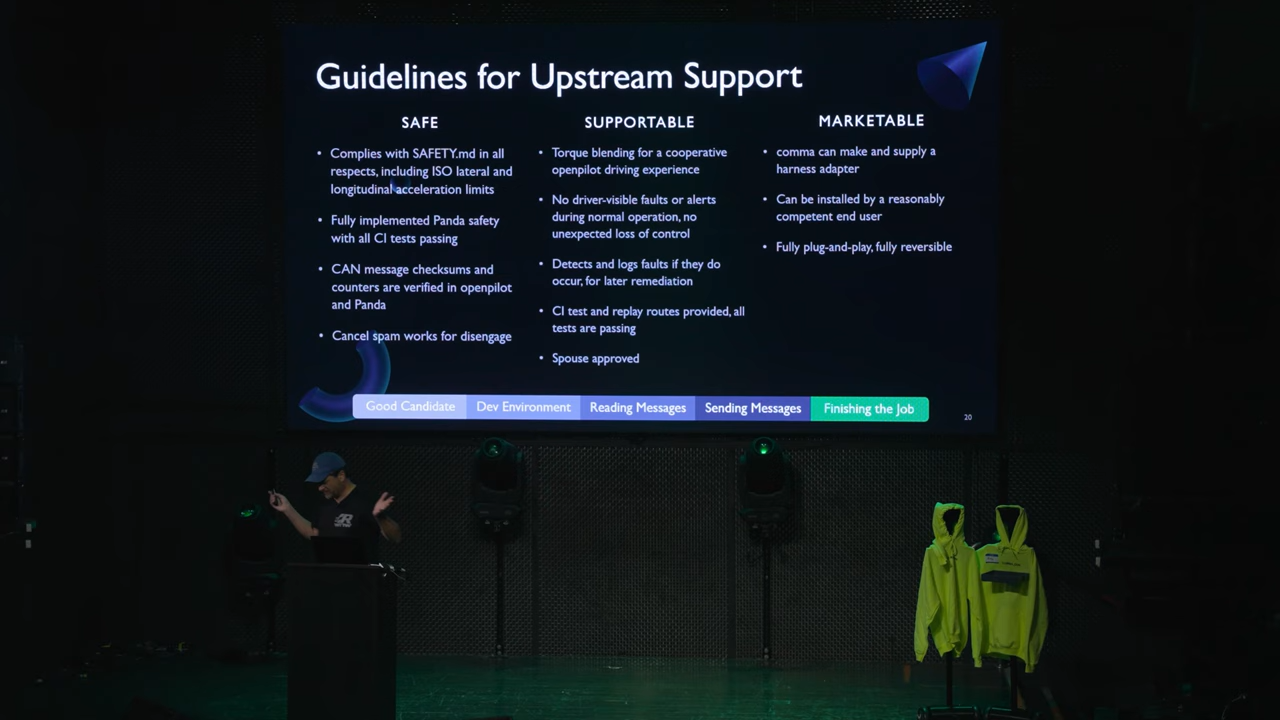 Guidelines for Upstream Support
SAFE
• Complies with SAFETY.md in all
respects, including ISO lateral and
longitudinal acceleration limits
• Fully implemented Panda safety
with all CI tests passing
• CAN message checksums and
counters are verified in openpilot
and Panda
• Cancel spam works for disengage
SUPPORTABLE
• Torque blending for a cooperative
openpilot driving experience
• No driver-visible faults or alerts
during normal operation, no
unexpected loss of control
• Detects and logs faults if they do
occur, for later remediation
• CI test and replay routes provided, all
tests are passing
• Spouse approved
MARKETABLE
• comma can make and supply a
harness adapter
• Can be installed by a reasonably
competent end user
• Fully plug-and-play, fully reversible
Good Candidate
Dev Environment
Reading Messages
Sending Messages
Finishing the Job
20